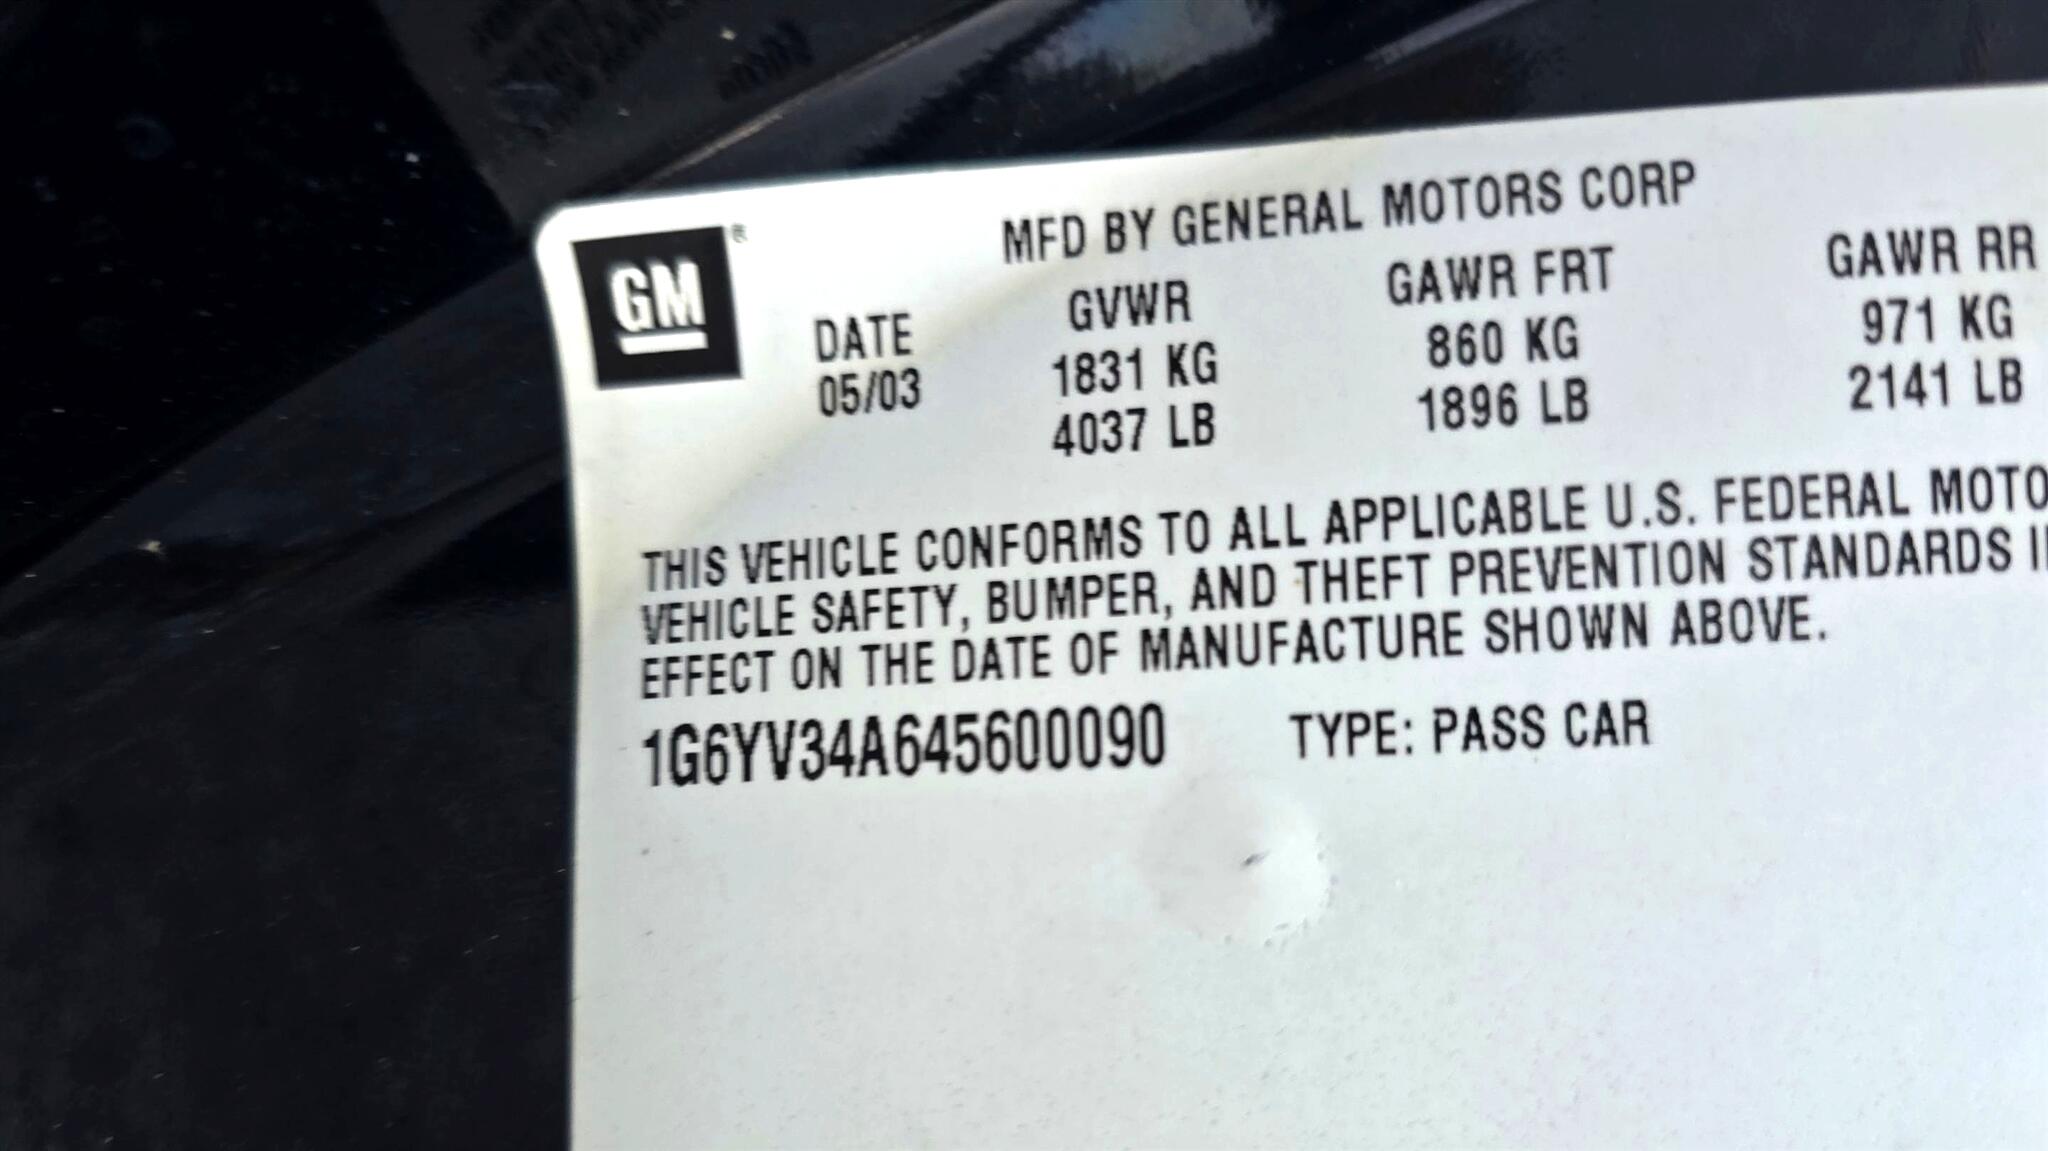 GM®
MFD BY GENERAL MOTORS CORP
DATE GVWR GAWR FRT GAWR RR
05/03 1831 KG 860 KG 971 KG
4037 LB 1896 LB 2141 LB
THIS VEHICLE CONFORMS TO ALL APPLICABLE U.S. FEDERAL MOTO
VEHICLE SAFETY, BUMPER, AND THEFT PREVENTION STANDARDS I
EFFECT ON THE DATE OF MANUFACTURE SHOWN ABOVE.
1G6YV34A645600090 TYPE: PASS CAR